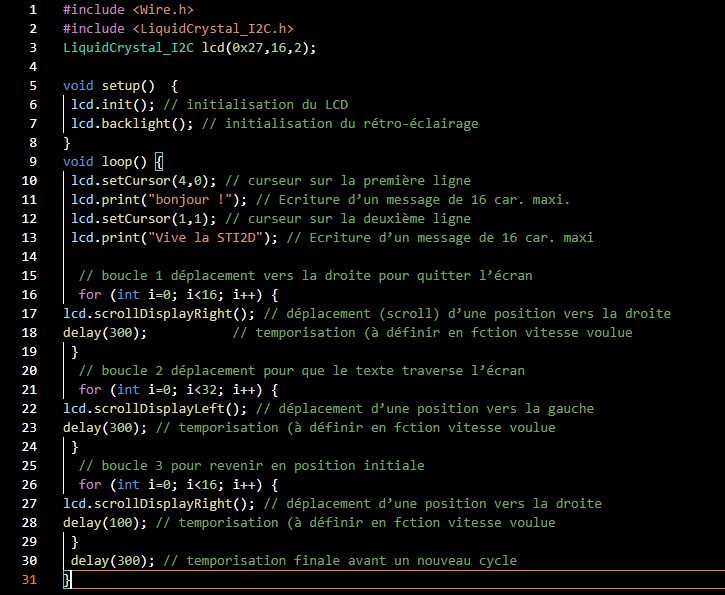 1 #include <Wire.h>
2 #include <LiquidCrystal_I2C.h>
3 LiquidCrystal_I2C lcd(0x27,16,2);
4
5 void setup()  {
6  lcd.init(); // initialisation du LCD
7  lcd.backlight(); // initialisation du rétro-éclairage
8 }
9 void loop() {
10  lcd.setCursor(4,0); // curseur sur la première ligne
11  lcd.print("bonjour !"); // Ecriture d’un message de 16 car. maxi.
12  lcd.setCursor(1,1); // curseur sur la deuxième ligne
13  lcd.print("Vive la STI2D"); // Ecriture d’un message de 16 car. maxi
14
15   // boucle 1 déplacement vers la droite pour quitter l’écran
16   for (int i=0; i<16; i++) {
17 lcd.scrollDisplayRight(); // déplacement (scroll) d’une position vers la droite
18 delay(300);           // temporisation (à définir en fction vitesse voulue
19  }
20   // boucle 2 déplacement pour que le texte traverse l’écran
21   for (int i=0; i<32; i++) {
22 lcd.scrollDisplayLeft(); // déplacement d’une position vers la gauche
23 delay(300); // temporisation (à définir en fction vitesse voulue
24  }
25   // boucle 3 pour revenir en position initiale
26   for (int i=0; i<16; i++) {
27 lcd.scrollDisplayRight(); // déplacement d’une position vers la droite
28 delay(100); // temporisation (à définir en fction vitesse voulue
29  }
30  delay(300); // temporisation finale avant un nouveau cycle
31 }